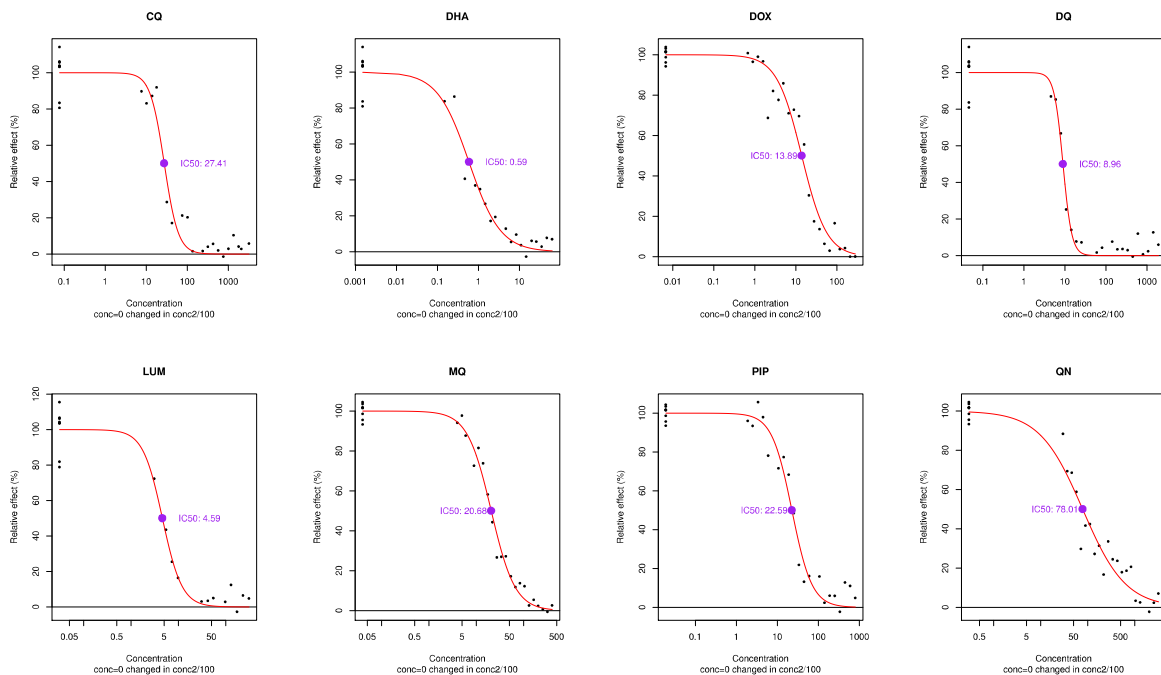 CQ
Relative effect (%)
0 20 40 60 80 100
IC50: 27.41
0.1 1 10 100 1000
Concentration
conc=0 changed in conc2/100
DHA
Relative effect (%)
0 20 40 60 80 100
IC50: 0.59
0.001 0.01 0.1 1 10
Concentration
conc=0 changed in conc2/100
DOX
Relative effect (%)
0 20 40 60 80 100
IC50: 13.89
0.01 0.1 1 10 100
Concentration
conc=0 changed in conc2/100
DQ
Relative effect (%)
0 20 40 60 80 100
IC50: 8.96
0.1 1 10 100 1000
Concentration
conc=0 changed in conc2/100
LUM
Relative effect (%)
0 20 40 60 80 100 120
IC50: 4.59
0.05 0.5 5 50
Concentration
conc=0 changed in conc2/100
MQ
Relative effect (%)
0 20 40 60 80 100
IC50: 20.68
0.05 0.5 5 50 500
Concentration
conc=0 changed in conc2/100
PIP
Relative effect (%)
0 20 40 60 80 100
IC50: 22.59
0.1 1 10 100 1000
Concentration
conc=0 changed in conc2/100
QN
Relative effect (%)
0 20 40 60 80 100
IC50: 78.01
0.5 5 50 500
Concentration
conc=0 changed in conc2/100